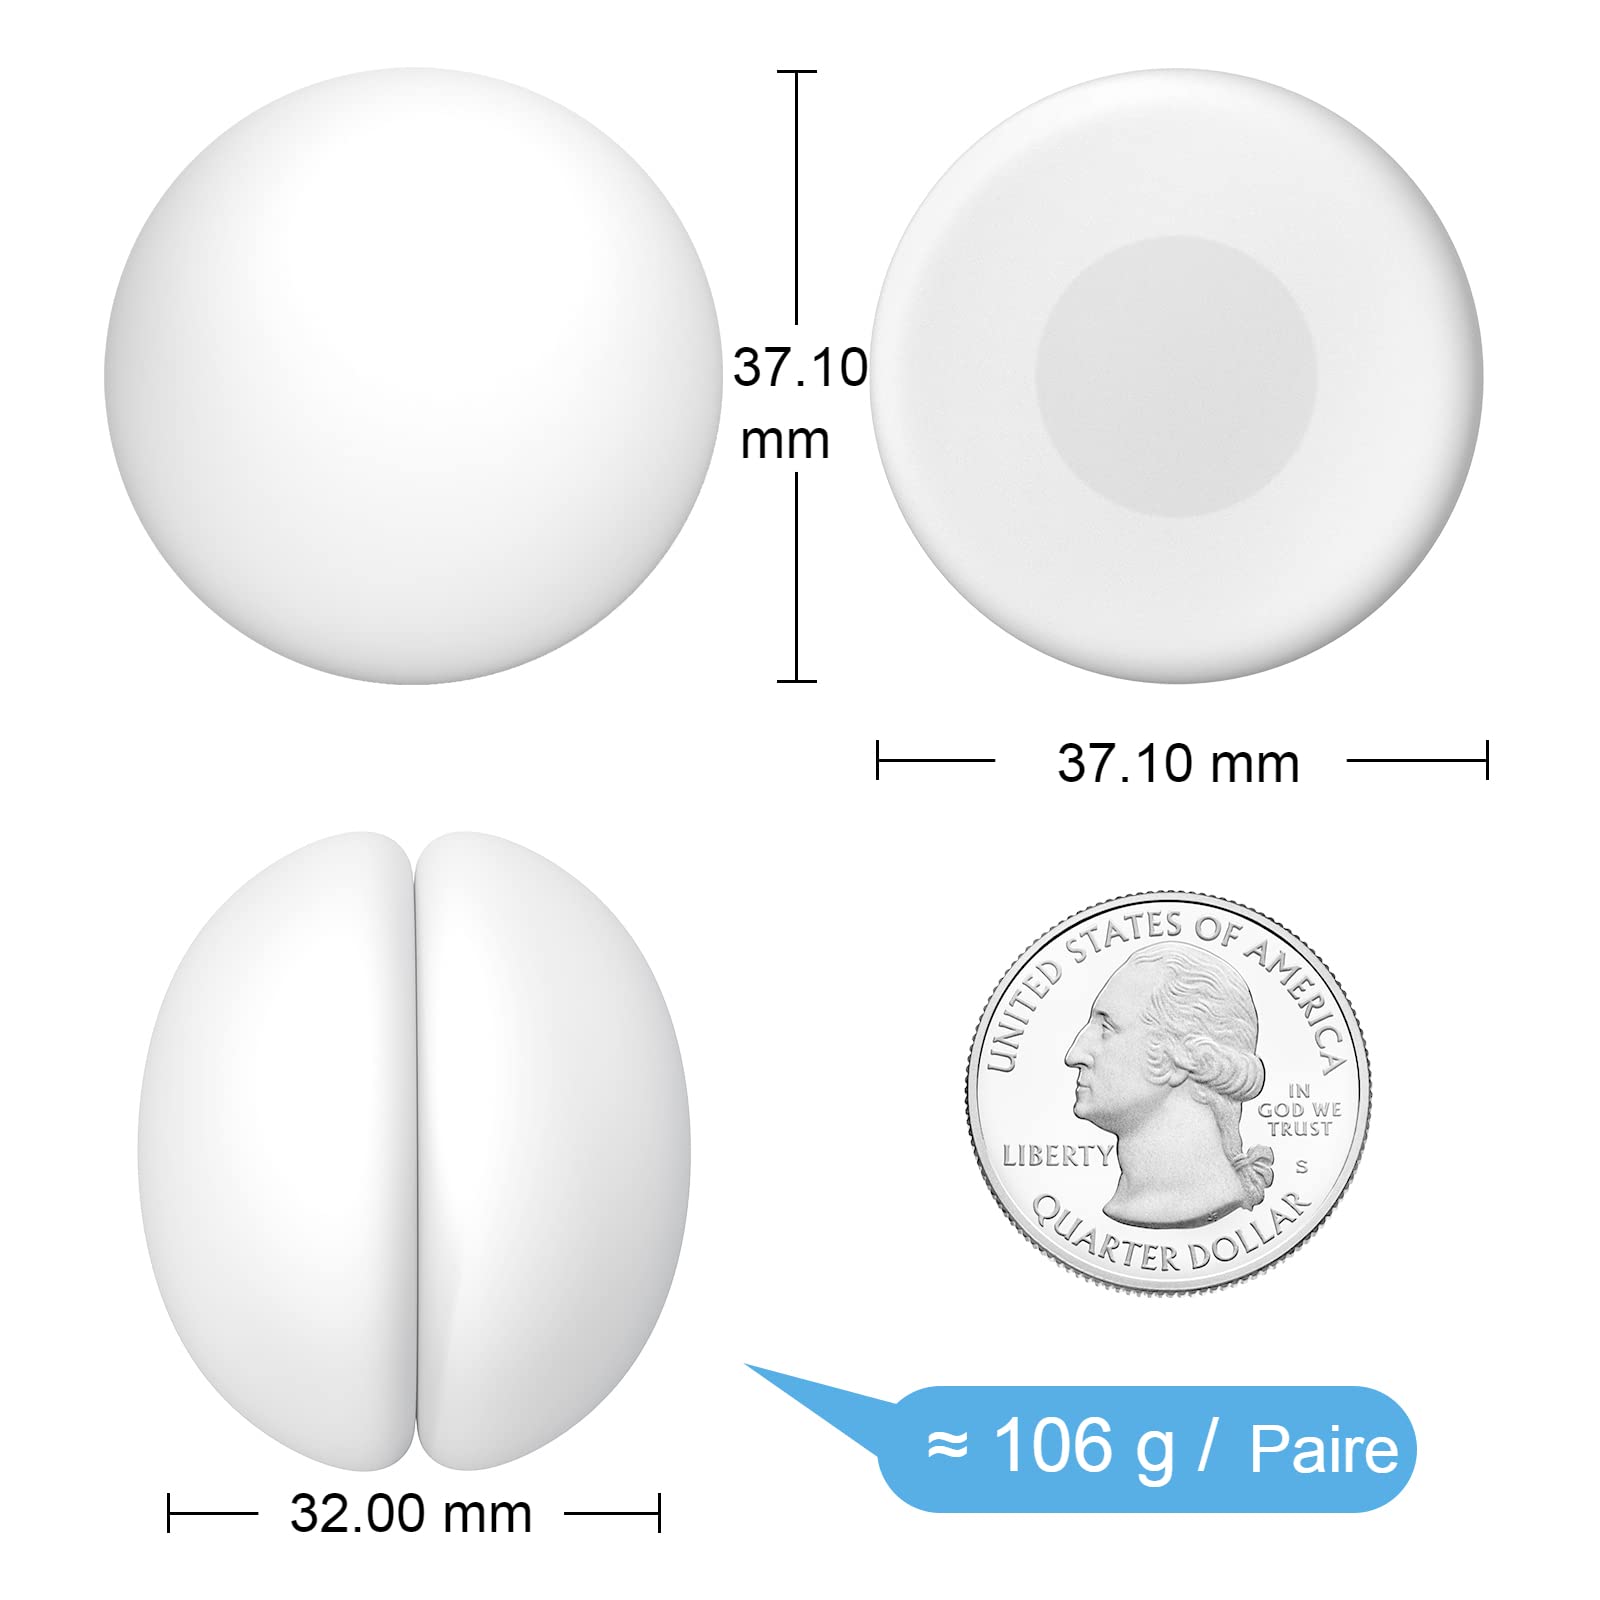 37.10
mm
37.10 mm
UNITED STATES OF AMERICA
IN
GOD WE
TRUST
LIBERTY
S
QUARTER DOLLAR
32.00 mm
≈ 106 g / Paire